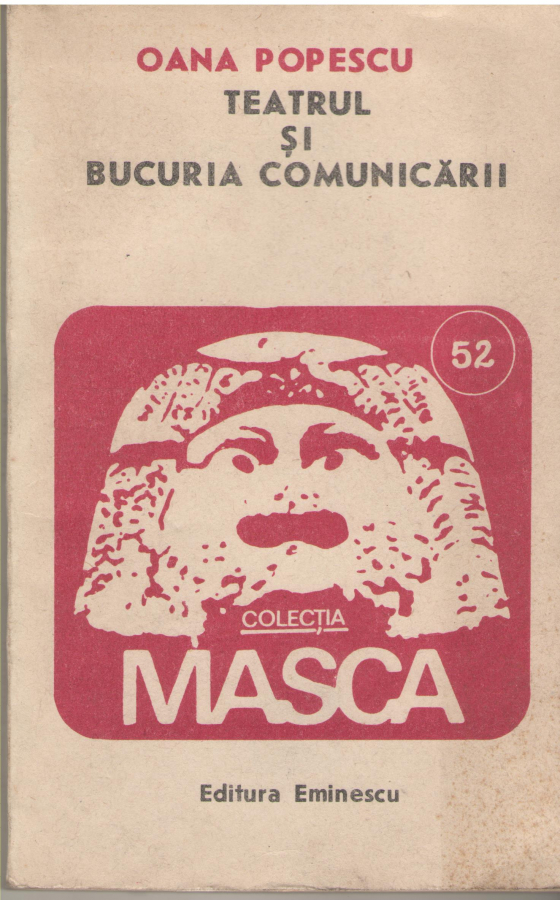 OANA POPESCU
TEATRUL
ȘI
BUCURIA COMUNICĂRII
52
COLECȚIA
MASCA
Editura Eminescu